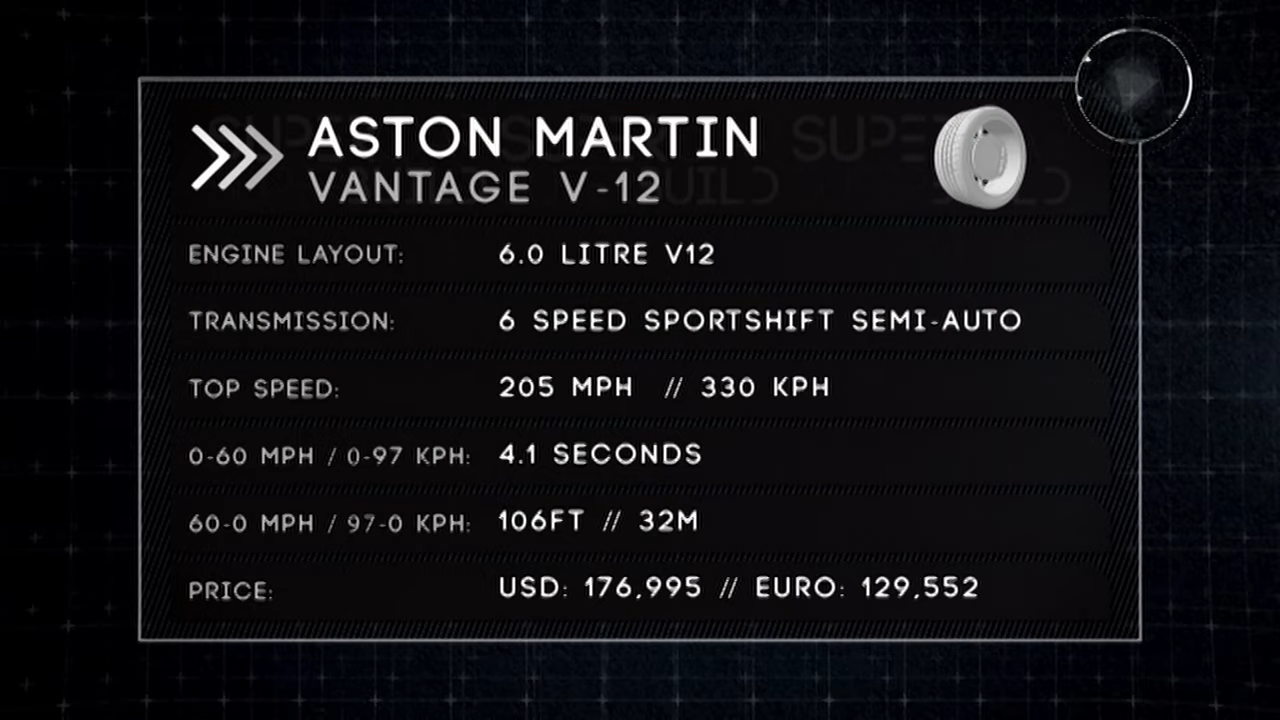 ASTON MARTIN
VANTAGE V-12
ENGINE LAYOUT: 6.0 LITRE V12
TRANSMISSION: 6 SPEED SPORTSHIFT SEMI-AUTO
TOP SPEED: 205 MPH // 330 KPH
0-60 MPH / 0-97 KPH: 4.1 SECONDS
60-0 MPH / 97-0 KPH: 106FT // 32M
PRICE: USD: 176,995 // EURO: 129,552